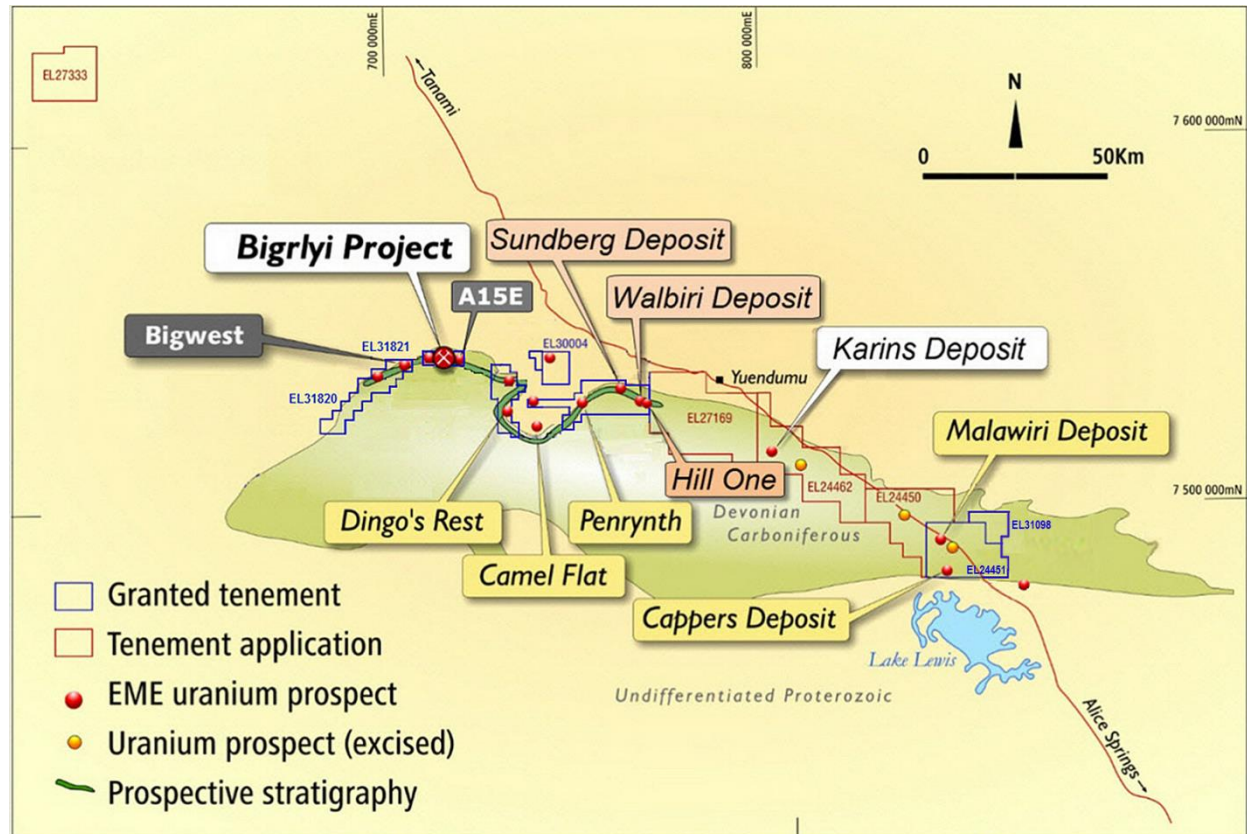 EL27333
700 000mE
800 000mE
Tanami
N
7 600 000mN
0 50Km
Bigrlyi Project
Sundberg Deposit
A15E
Walbiri Deposit
Bigwest
EL31821
EL30004
Karins Deposit
Yuendumu
EL31820
EL27169
Malawiri Deposit
Hill One
EL24462
EL24450
7 500 000mN
Dingo's Rest
Penrynth
Devonian
Carboniferous
EL31098
Camel Flat
EL24451
Cappers Deposit
Lake Lewis
Undifferentiated Proterozoic
Alice Springs
Granted tenement
Tenement application
EME uranium prospect
Uranium prospect (excised)
Prospective stratigraphy